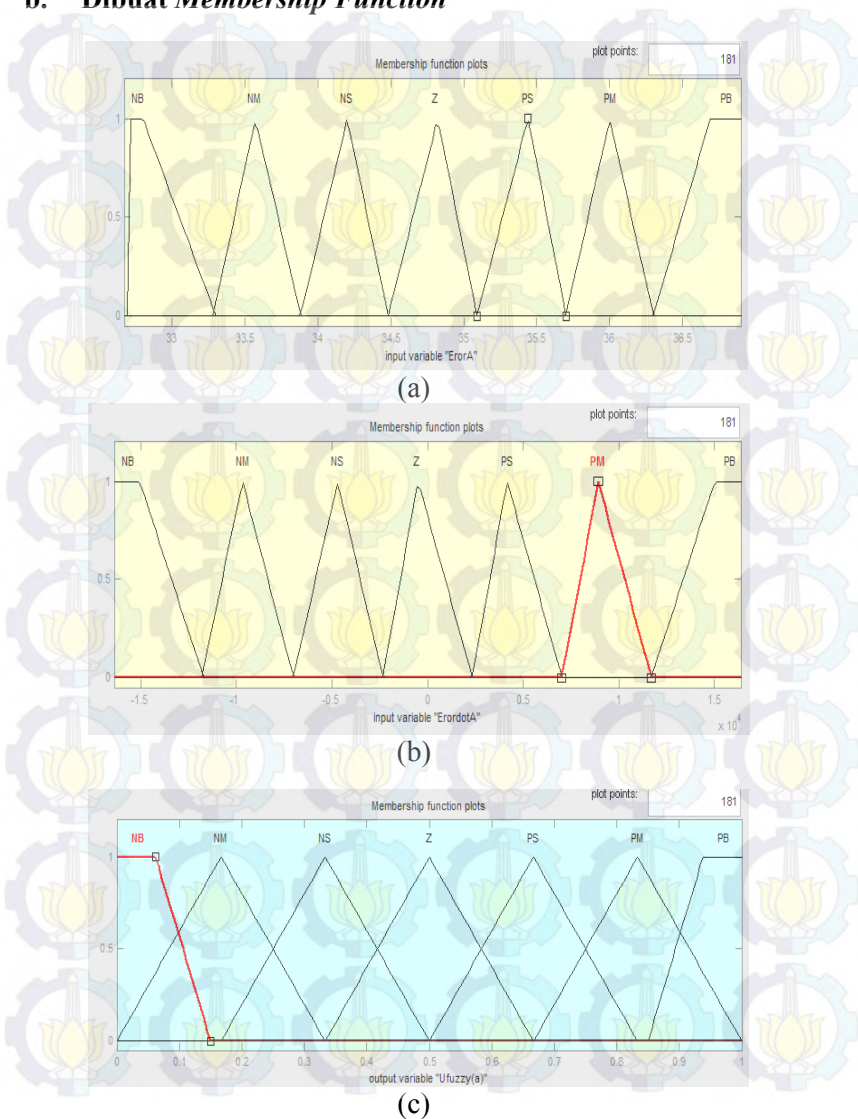 b. Dibuat Membership Function
Membership function plots
plot points:
181
NB NM NS Z PS PM PB
1
0.5
0
33 33.5 34 34.5 35 35.5 36 36.5
input variable "ErorA"
(a)
Membership function plots
plot points:
181
NB NM NS Z PS PM PB
1
0.5
0
-1.5 -1 -0.5 0 0.5 1 1.5
x 10^4
input variable "ErordotA"
(b)
Membership function plots
plot points:
181
NB NM NS Z PS PM PB
1
0.5
0
0 0.1 0.2 0.3 0.4 0.5 0.6 0.7 0.8 0.9 1
output variable "Ufuzzy(a)"
(c)